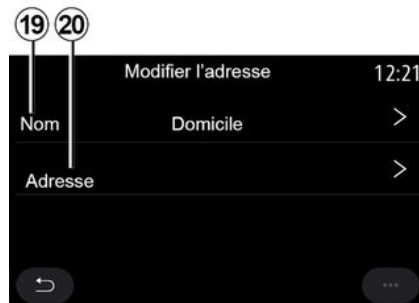 19 20
Modifier l'adresse 12:21
Nom Domicile >
Adresse >
...